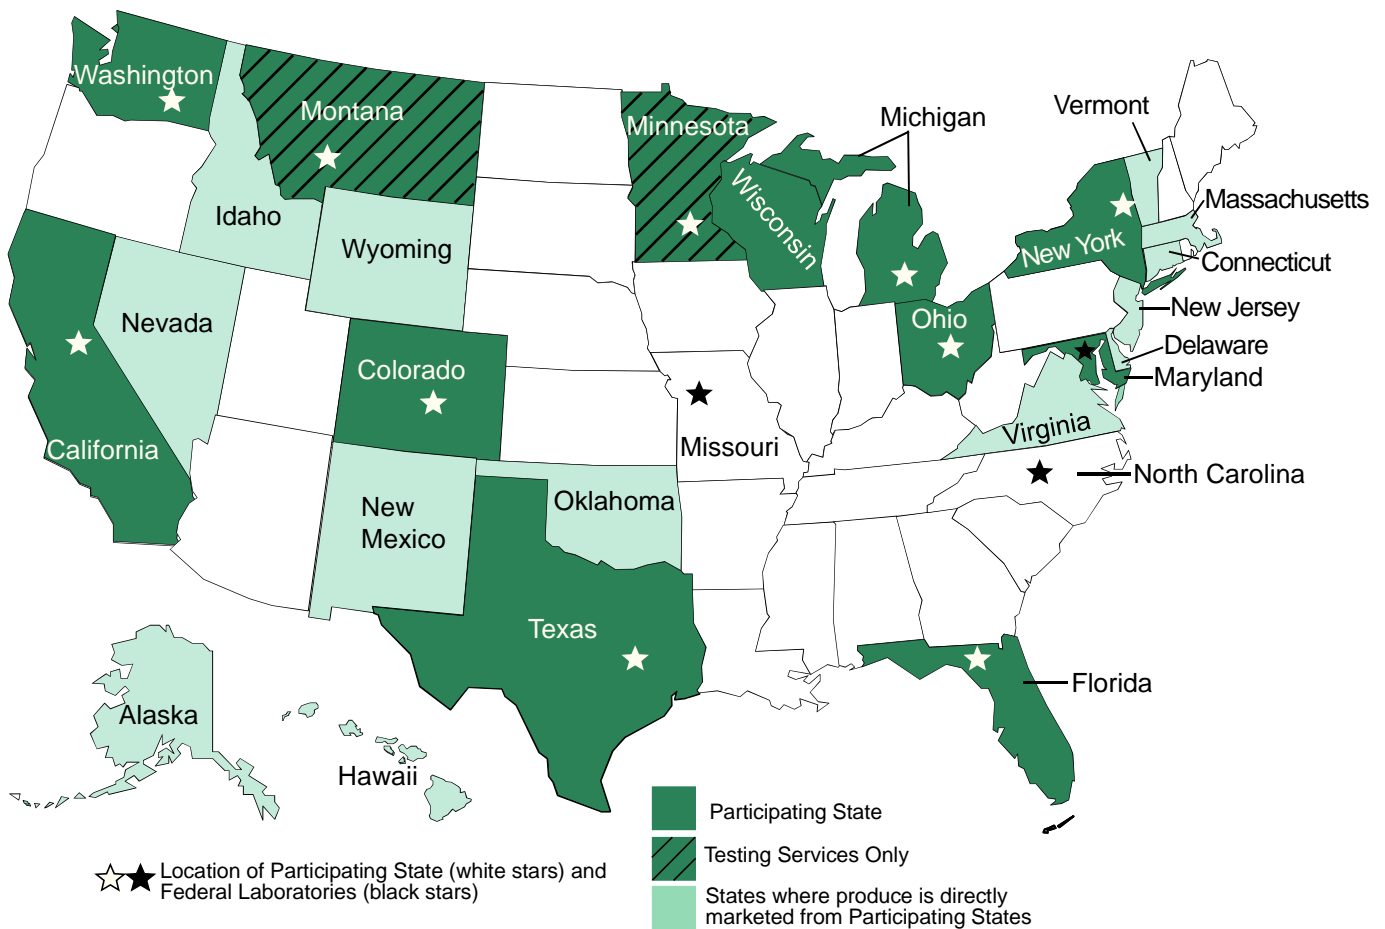 Washington
Montana
Minnesota
Michigan
Vermont
Wisconsin
Massachusetts
Idaho
Wyoming
New York
Connecticut
Nevada
New Jersey
Ohio
Delaware
Colorado
Maryland
California
Missouri
Virginia
North Carolina
New
Mexico
Oklahoma
Texas
Florida
Alaska
Hawaii
Participating State
Testing Services Only
States where produce is directly
marketed from Participating States
Location of Participating State (white stars) and
Federal Laboratories (black stars)